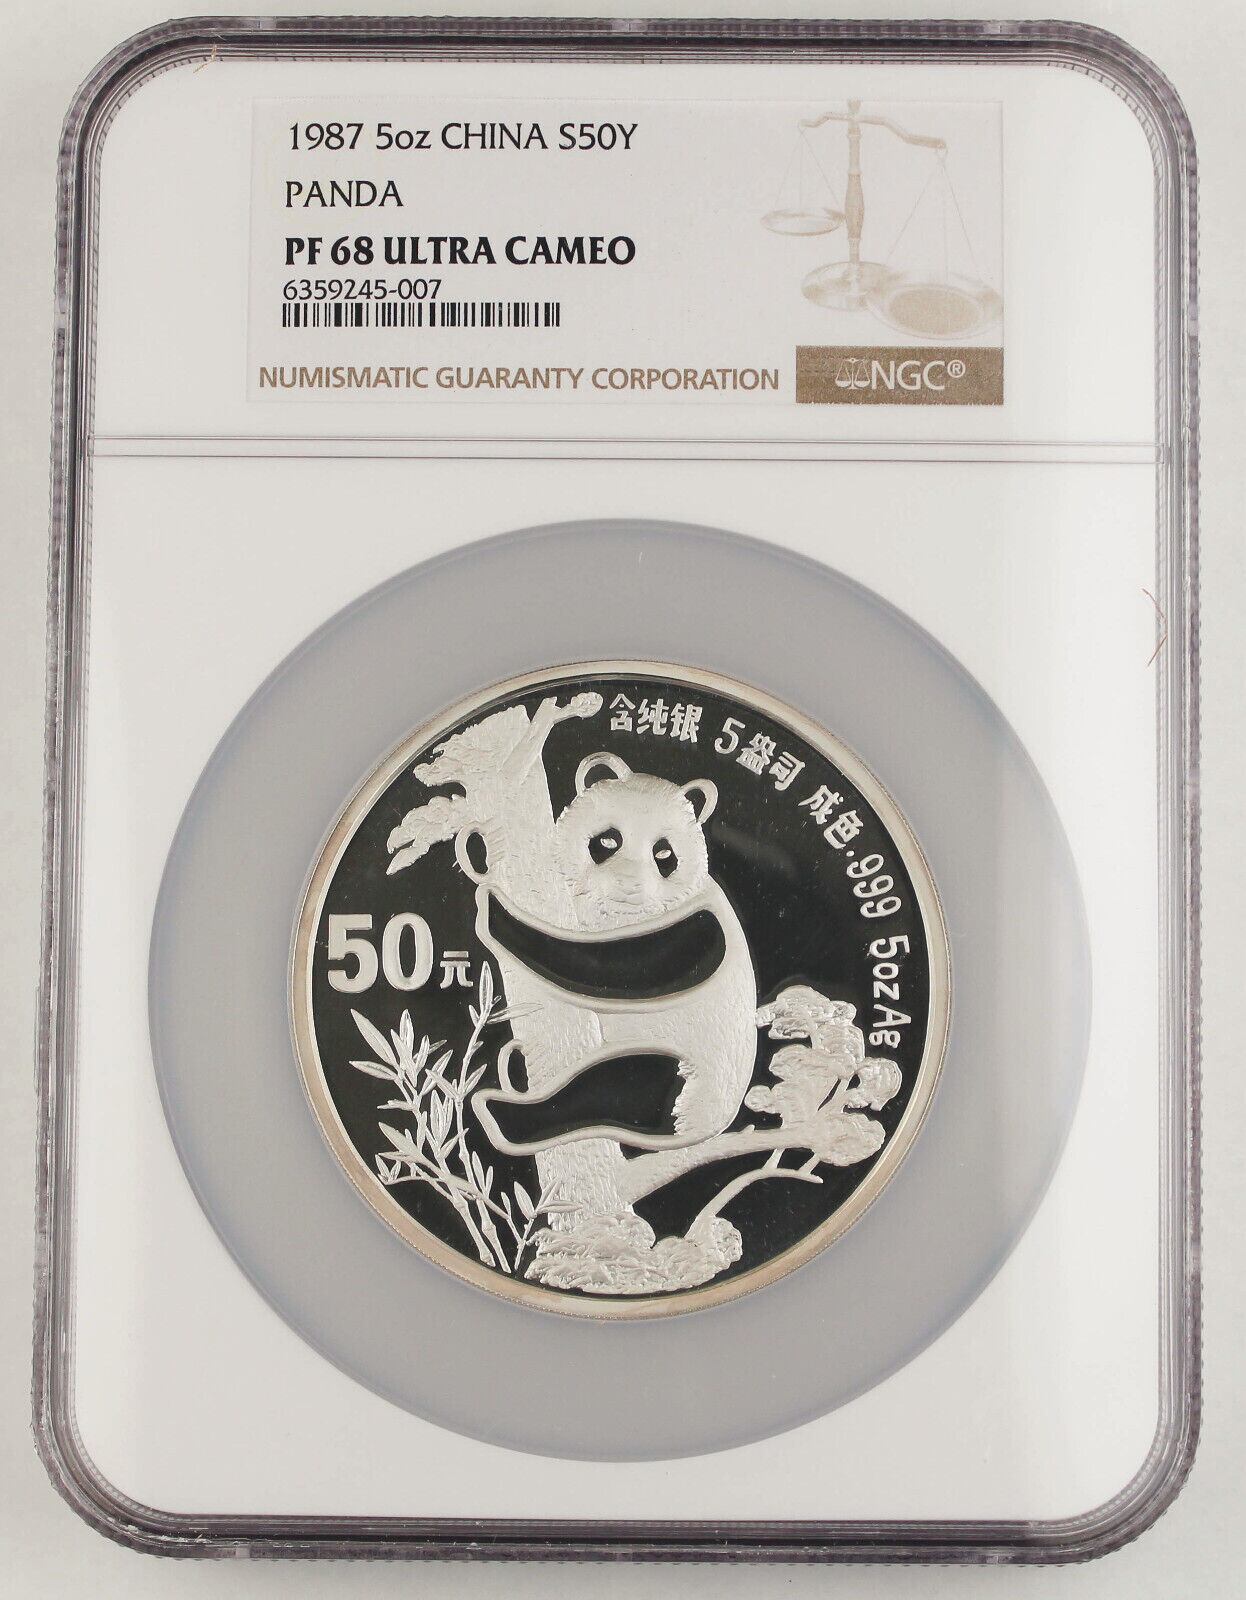 1987 5oz CHINA S50Y
PANDA
PF 68 ULTRA CAMEO
6359245-007
NUMISMATIC GUARANTY CORPORATION
NGC®
含纯银 5盎司 成色.999 5ozAg
50元